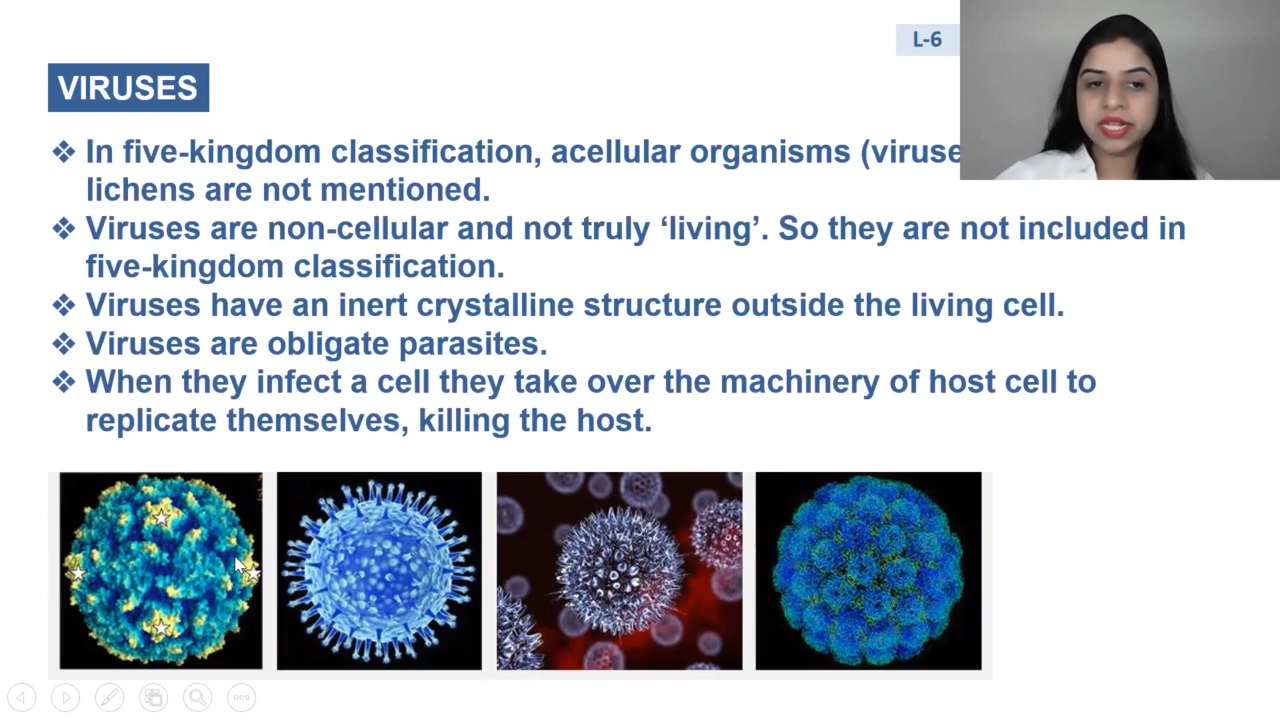 L-6
VIRUSES
❖ In five-kingdom classification, acellular organisms (viruse
lichens are not mentioned.
❖ Viruses are non-cellular and not truly ‘living’. So they are not included in
five-kingdom classification.
❖ Viruses have an inert crystalline structure outside the living cell.
❖ Viruses are obligate parasites.
❖ When they infect a cell they take over the machinery of host cell to
replicate themselves, killing the host.